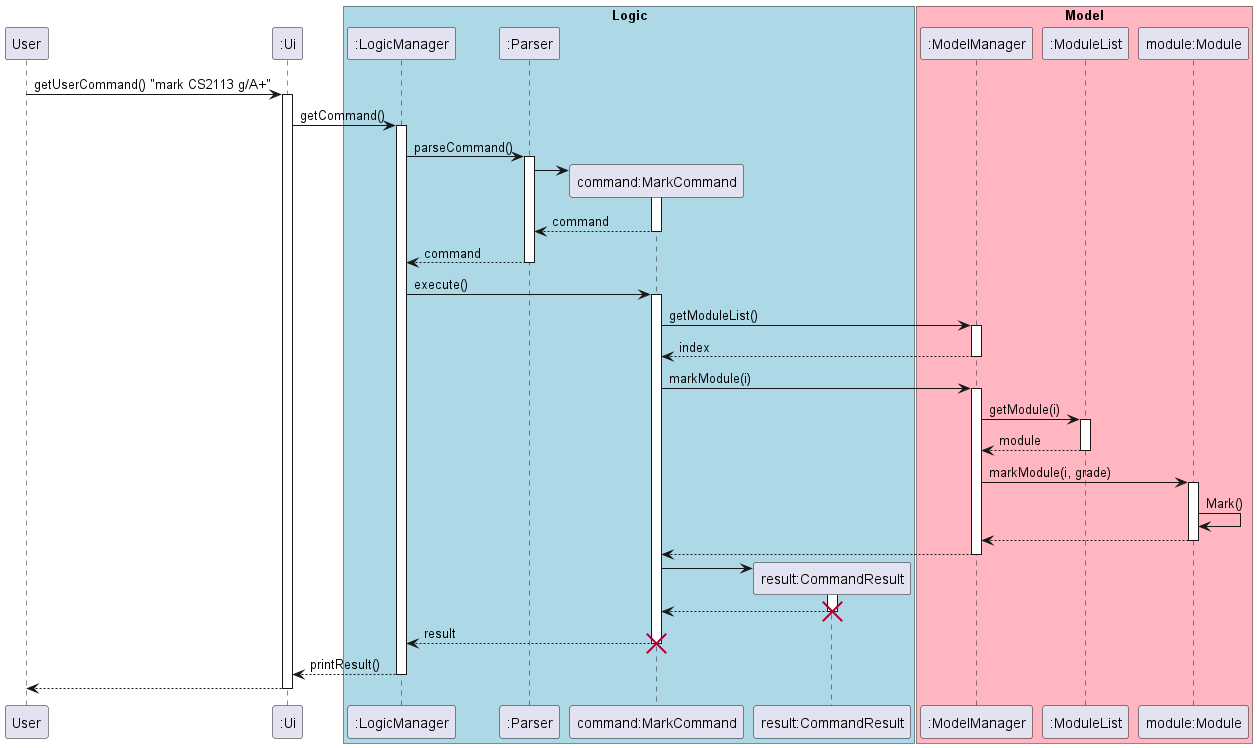 Logic
Model
User
:Ui
:LogicManager
:Parser
:ModelManager
:ModuleList
module:Module
getUserCommand() "mark CS2113 g/A+"
getCommand()
parseCommand()
command:MarkCommand
command
command
execute()
getModuleList()
index
markModule(i)
getModule(i)
module
markModule(i, grade)
Mark()
result:CommandResult
result
printResult()
User
:Ui
:LogicManager
:Parser
command:MarkCommand
result:CommandResult
:ModelManager
:ModuleList
module:Module